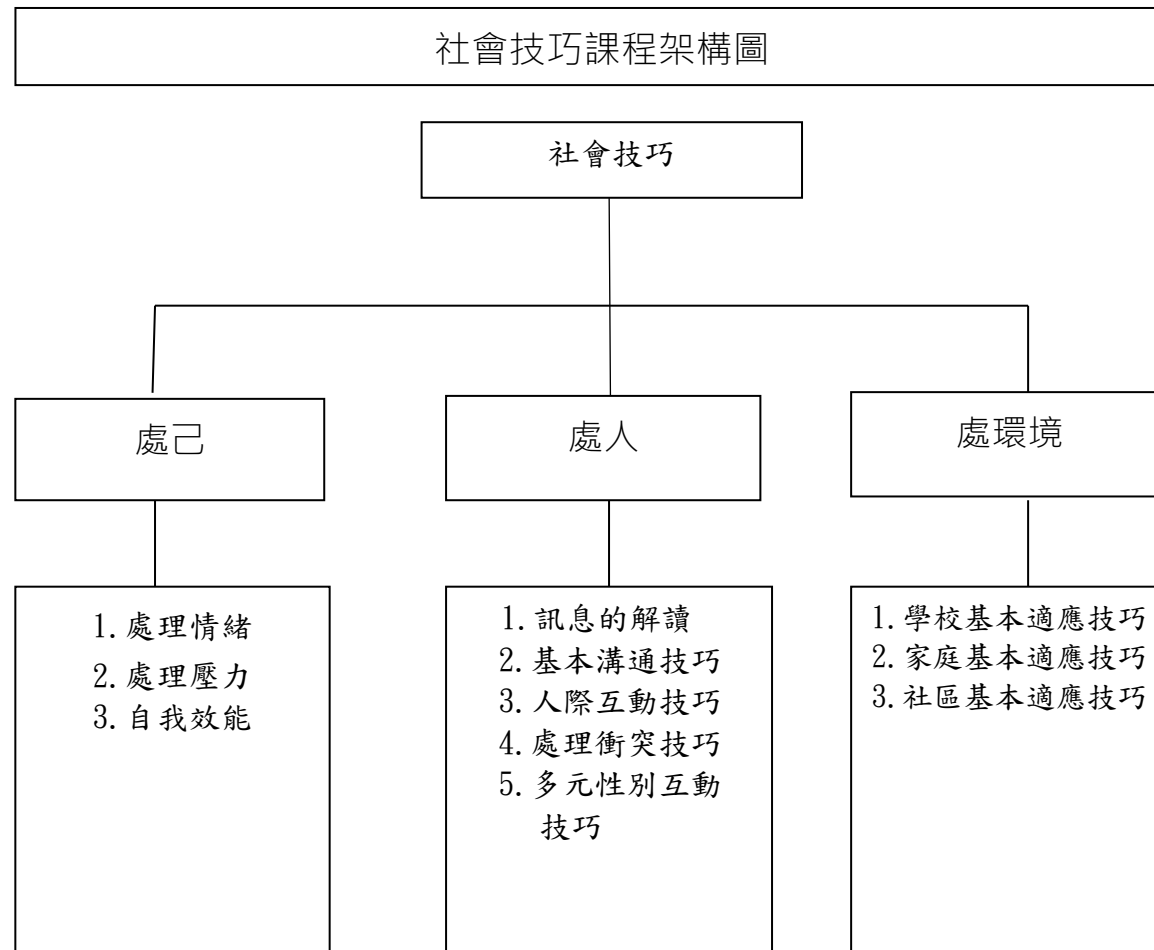 社會技巧課程架構圖
社會技巧
處己
處人
處環境
1.處理情緒
2.處理壓力
3.自我效能
1.訊息的解讀
2.基本溝通技巧
3.人際互動技巧
4.處理衝突技巧
5.多元性別互動
技巧
1.學校基本適應技巧
2.家庭基本適應技巧
3.社區基本適應技巧